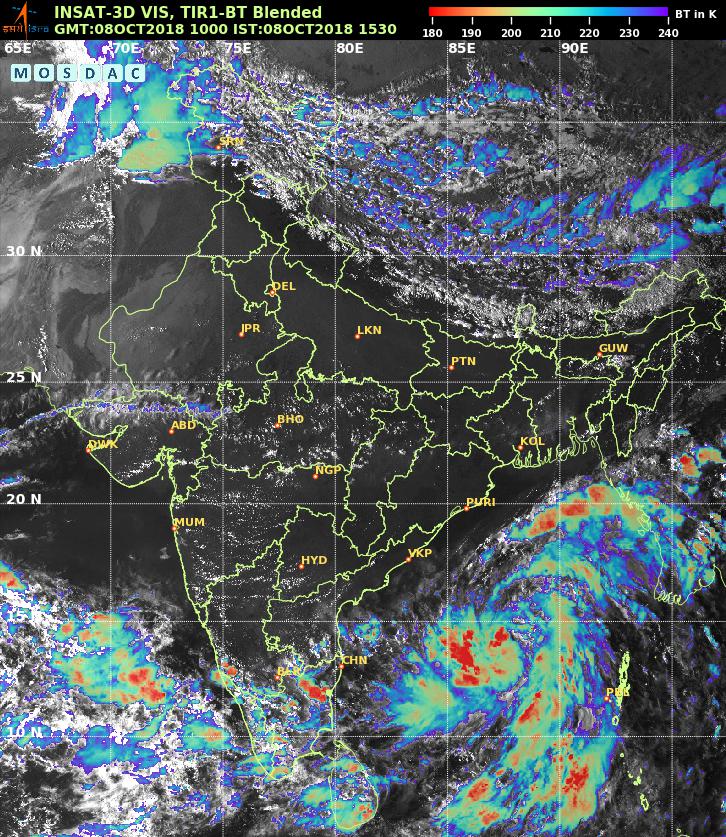 INSAT-3D VIS, TIR1-BT Blended
GMT:08OCT2018 1000 IST:08OCT2018 1530
BT in K
180 190 200 210 220 230 240
65E 70E 75E 80E 85E 90E
M O S D A C
SRN
30 N
DEL
JPR LKN
GUW
PTN
25 N
ABD BHO
DWK KOL
NGP
20 N
PURI
MUM
VKP
HYD
CHN
10 N